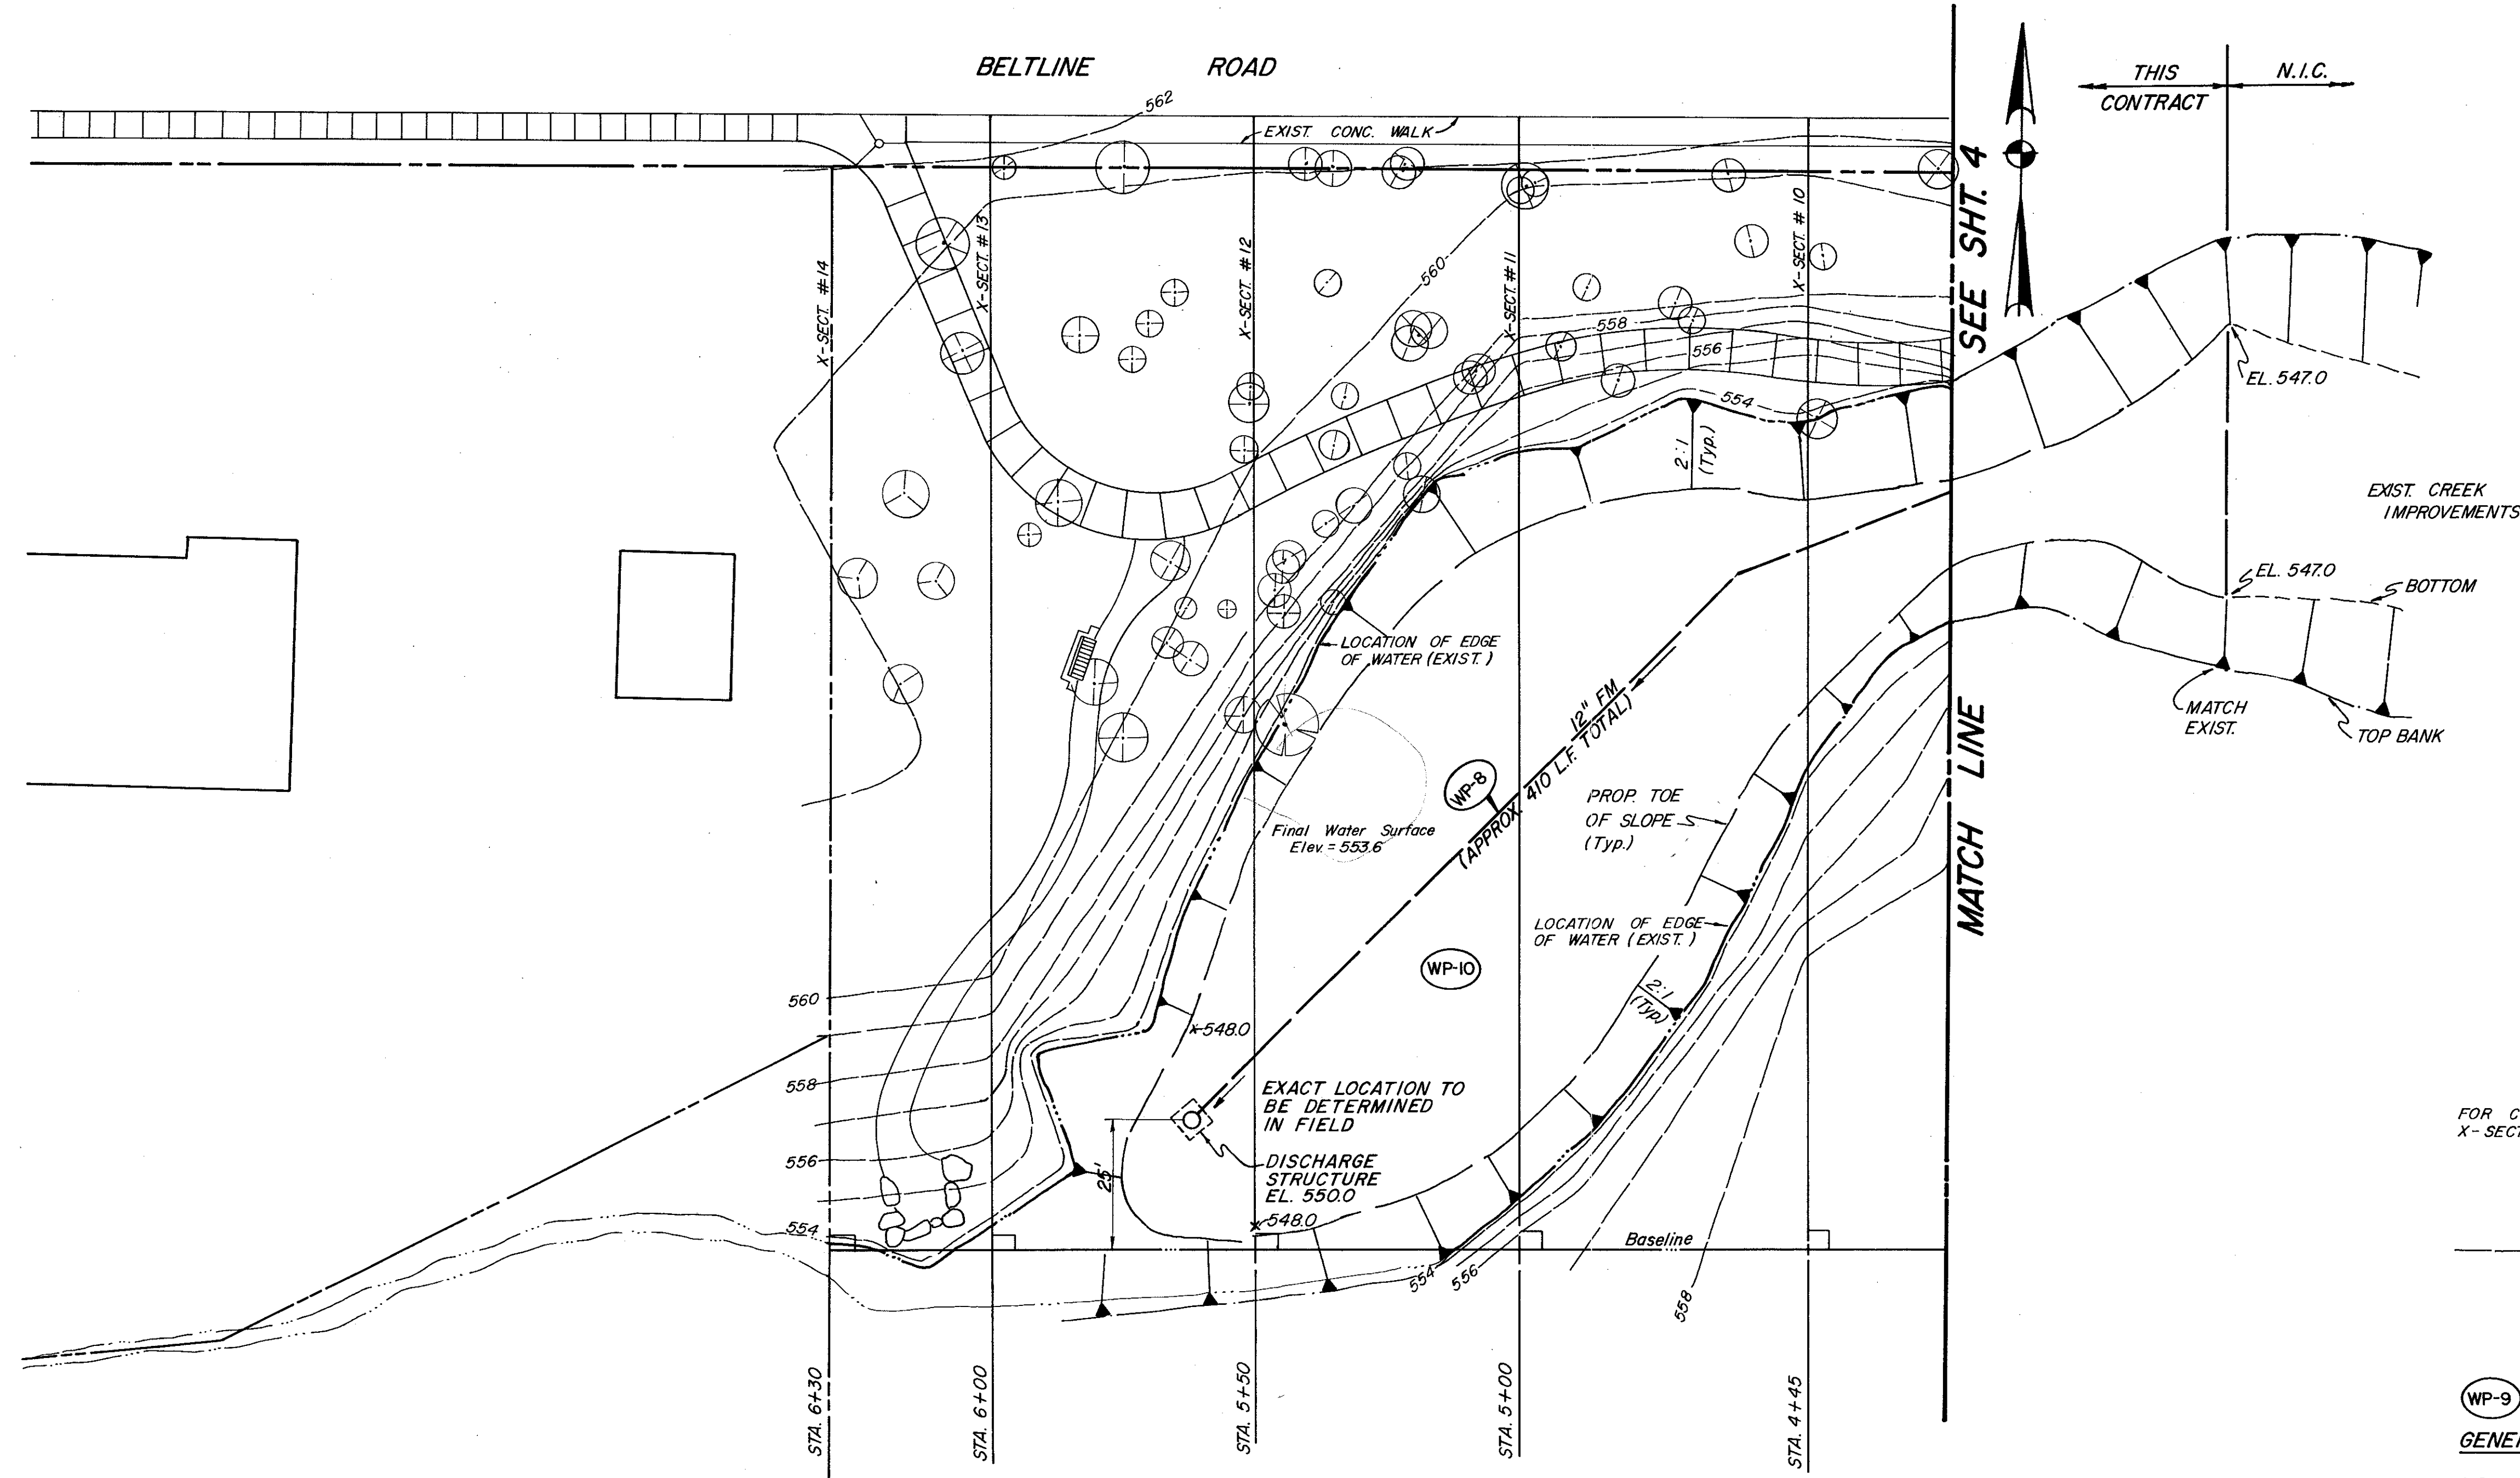 BELTLINE ROAD
562
EXIST. CONC. WALK
THIS CONTRACT
N.I.C.
SEE SHT. 4
MATCH LINE
X-SECT. #14
X-SECT. #13
X-SECT. #12
X-SECT. #11
X-SECT. #10
560
558
556
554
2:1
(Typ.)
EL. 547.0
EXIST. CREEK
IMPROVEMENTS
EL. 547.0
BOTTOM
MATCH
EXIST.
TOP BANK
LOCATION OF EDGE
OF WATER (EXIST.)
12" FM
(APPROX. 410 L.F. TOTAL)
WP-8
PROP. TOE
OF SLOPE
(Typ.)
Final Water Surface
Elev. = 553.6
LOCATION OF EDGE
OF WATER (EXIST.)
WP-10
2:1
(Typ)
560
x-548.0
558
EXACT LOCATION TO
BE DETERMINED
IN FIELD
556
25'
DISCHARGE
STRUCTURE
EL. 550.0
x-548.0
554
Baseline
554
556
558
FOR C
X-SECT
STA. 6+30
STA. 6+00
STA. 5+50
STA. 5+00
STA. 4+45
WP-9
GENE